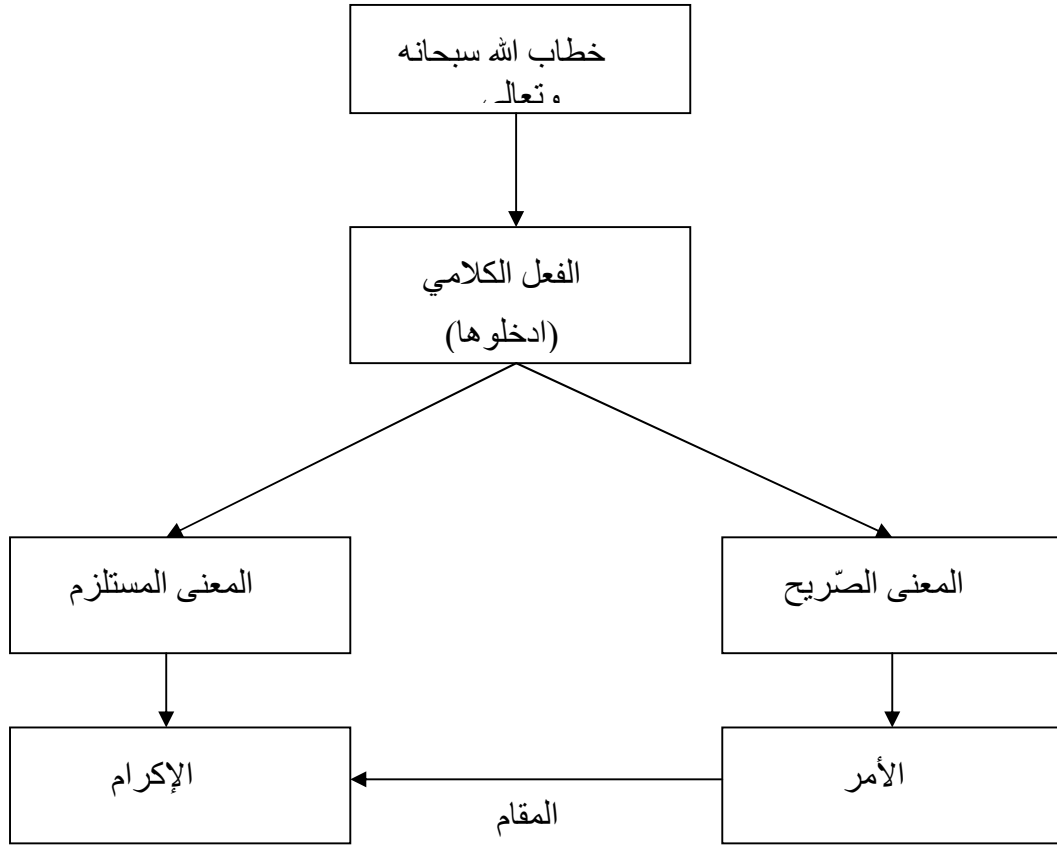 خطاب الله سبحانه
وتعالى
الفعل الكلامي
(ادخلوها)
المعنى الصّريح
المعنى المستلزم
الأمر
الإكرام
المقام